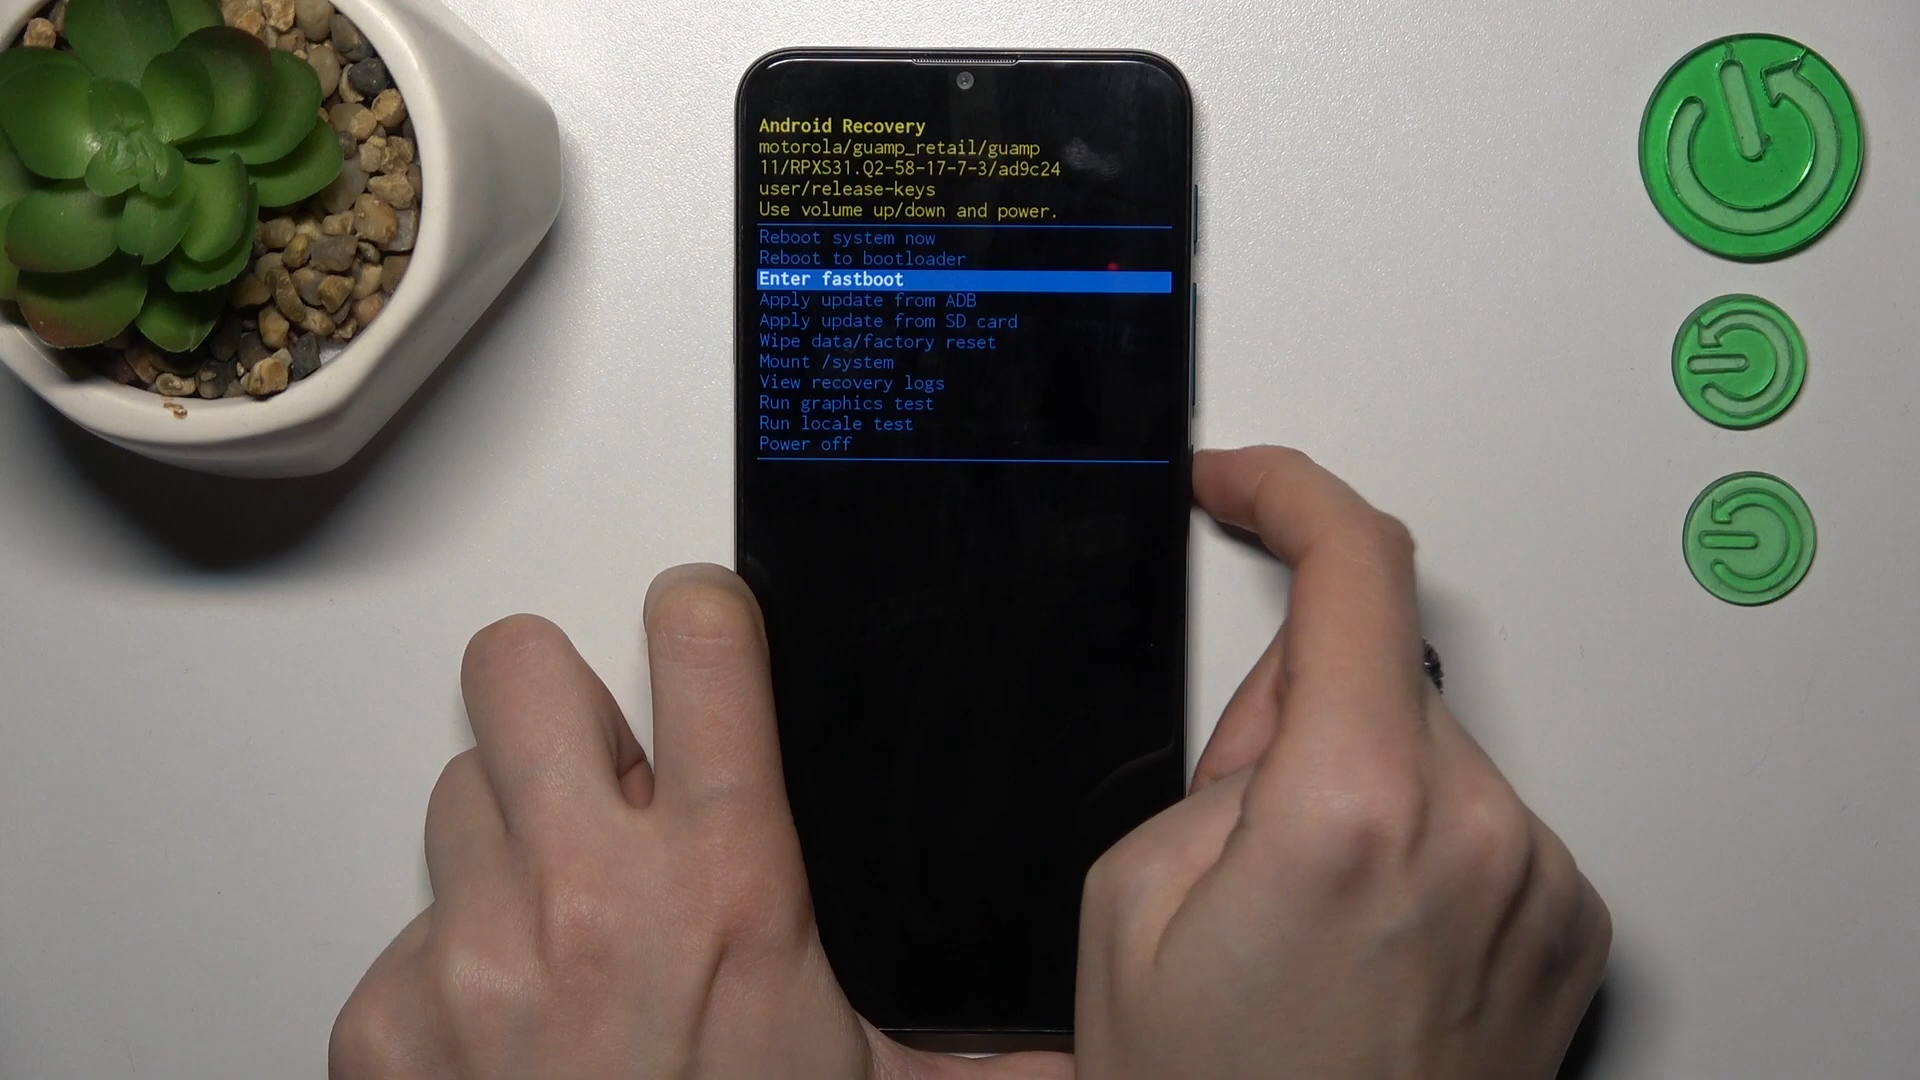 Android Recovery
motorola/guamp_retail/guamp
11/RPXS31.Q2-58-17-7-3/ad9c24
user/release-keys
Use volume up/down and power.
Reboot system now
Reboot to bootloader
Enter fastboot
Apply update from ADB
Apply update from SD card
Wipe data/factory reset
Mount /system
View recovery logs
Run graphics test
Run locale test
Power off